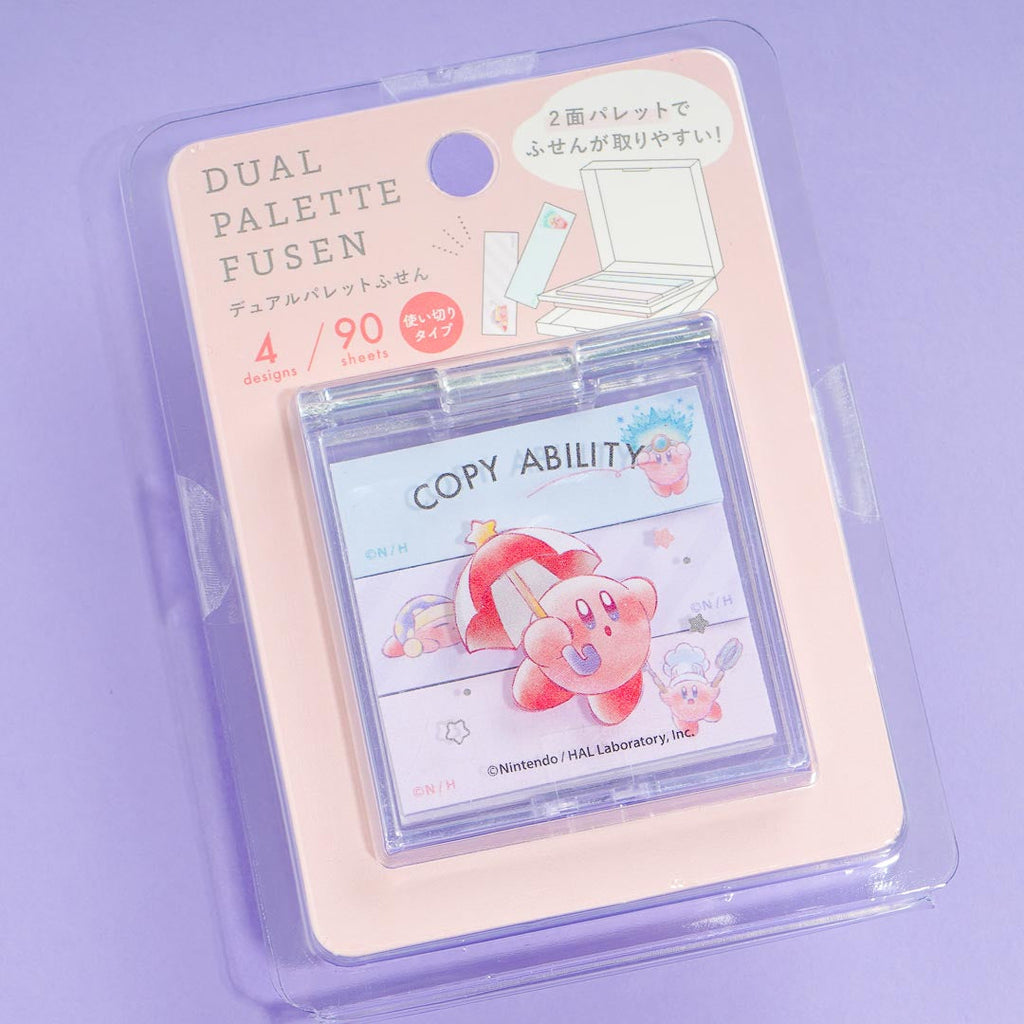 DUAL
PALETTE
FUSEN
デュアルパレットふせん
4 designs / 90 sheets
使い切り
タイプ
2面パレットで
ふせんが取りやすい!
COPY ABILITY
©N/H
©N/H
©Nintendo / HAL Laboratory, Inc.
©N/H